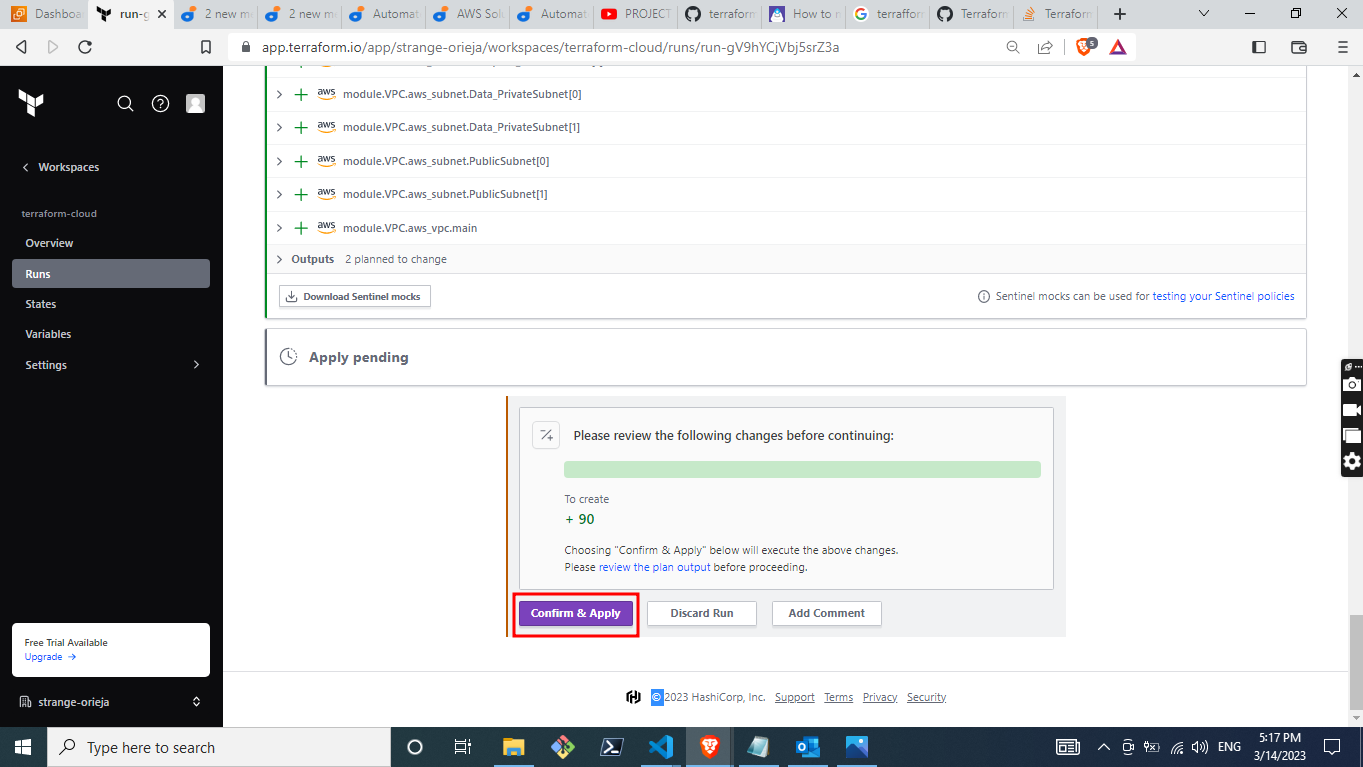 Dashboa
run-g
2 new m
2 new m
Automat
AWS Sol
Automat
PROJECT
terraform
How to r
terrafform
Terraform
Terraform
app.terraform.io/app/strange-orieja/workspaces/terraform-cloud/runs/run-gV9hYCjVbj5srZ3a
5
Workspaces
terraform-cloud
Overview
Runs
States
Variables
Settings
Free Trial Available
Upgrade →
strange-orieja
aws module.VPC.aws_subnet.Data_PrivateSubnet[0]
aws module.VPC.aws_subnet.Data_PrivateSubnet[1]
aws module.VPC.aws_subnet.PublicSubnet[0]
aws module.VPC.aws_subnet.PublicSubnet[1]
aws module.VPC.aws_vpc.main
Outputs 2 planned to change
Download Sentinel mocks
Sentinel mocks can be used for testing your Sentinel policies
Apply pending
Please review the following changes before continuing:
To create
+ 90
Choosing "Confirm & Apply" below will execute the above changes.
Please review the plan output before proceeding.
Confirm & Apply
Discard Run
Add Comment
© 2023 HashiCorp, Inc. Support Terms Privacy Security
Type here to search
ENG
5:17 PM
3/14/2023